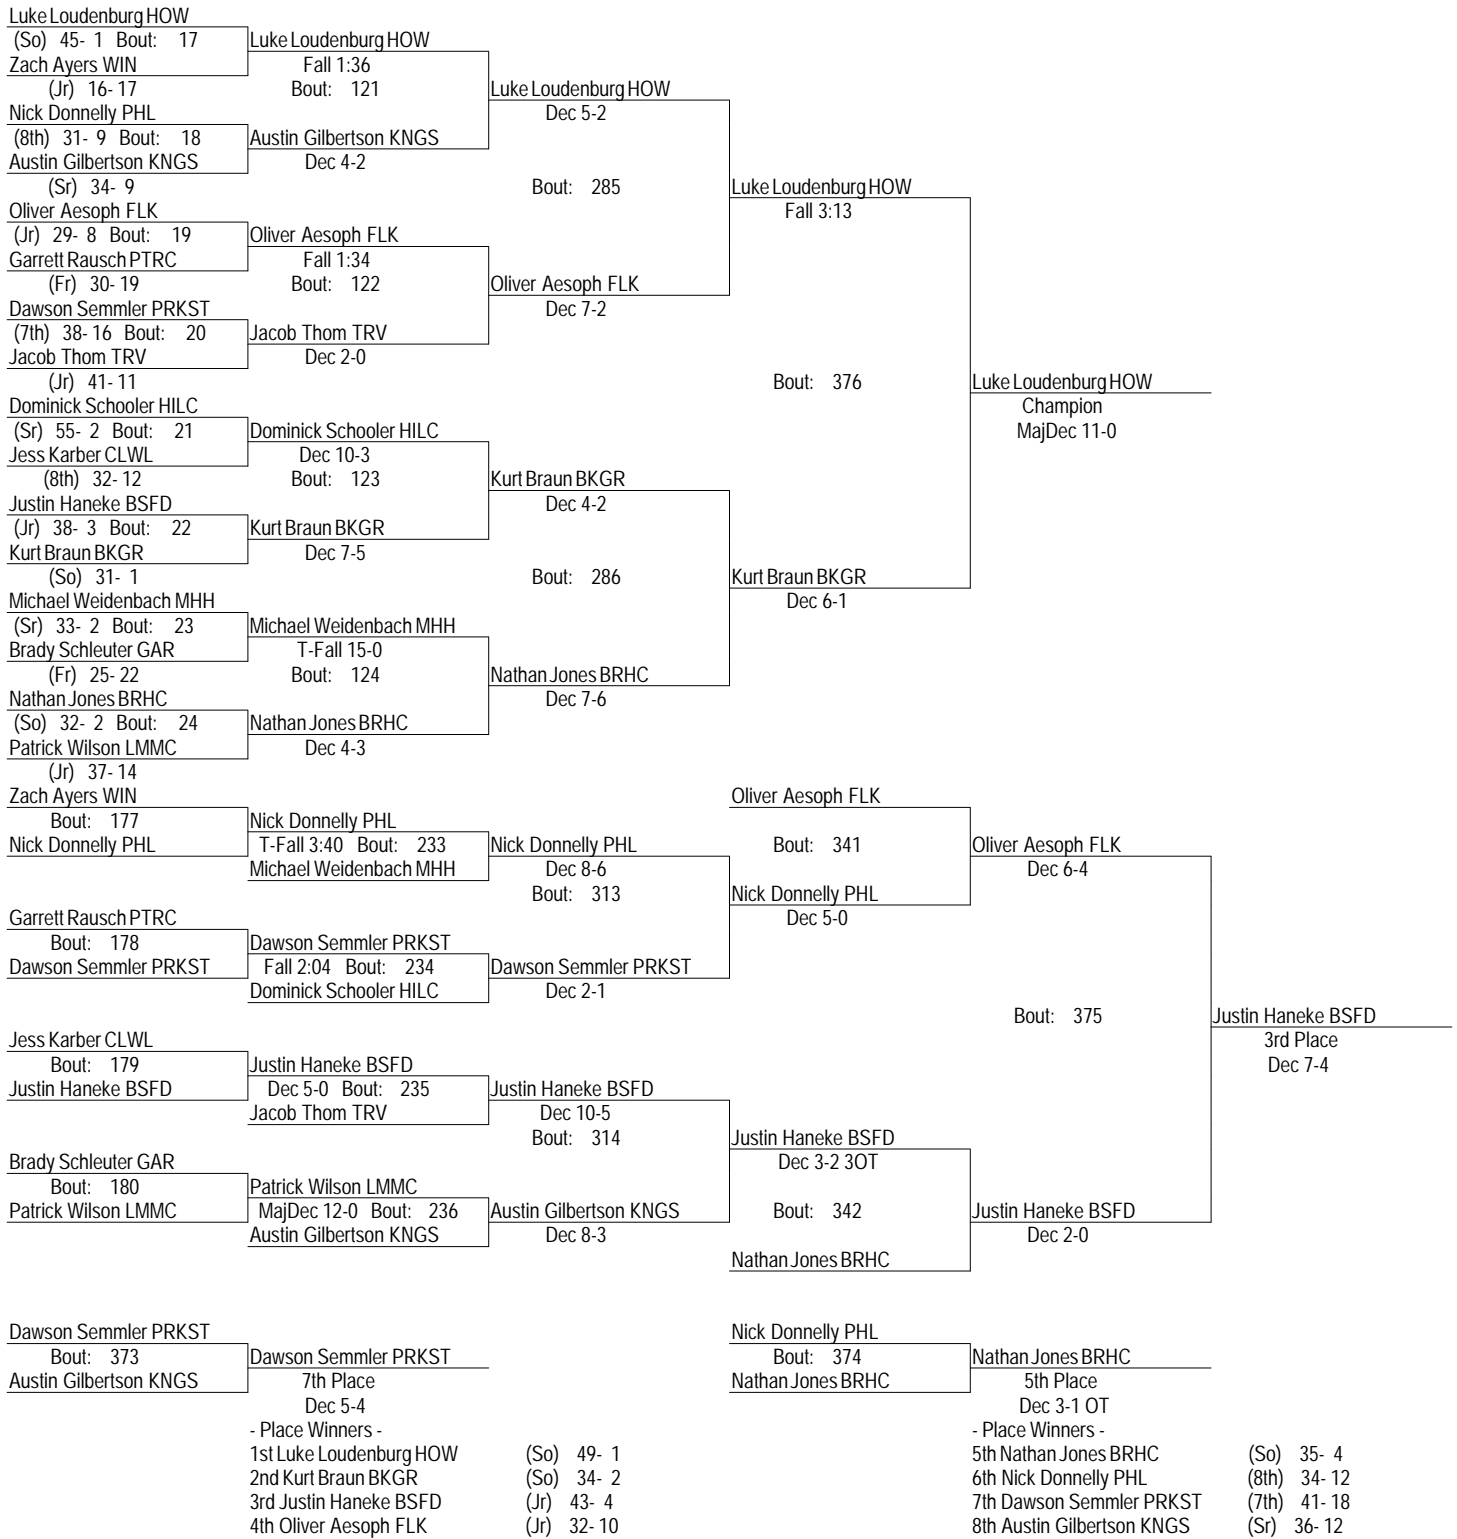 Luke Loudenburg HOW
(So) 45- 1 Bout: 17 Luke Loudenburg HOW
Zach Ayers WIN Fall 1:36
(Jr) 16- 17 Bout: 121 Luke Loudenburg HOW
Nick Donnelly PHL Dec 5-2
(8th) 31- 9 Bout: 18 Austin Gilbertson KNGS
Austin Gilbertson KNGS Dec 4-2
(Sr) 34- 9 Bout: 285 Luke Loudenburg HOW
Oliver Aesoph FLK Fall 3:13
(Jr) 29- 8 Bout: 19 Oliver Aesoph FLK
Garrett Rausch PTRC Fall 1:34
(Fr) 30- 19 Bout: 122 Oliver Aesoph FLK
Dawson Semmler PRKST Dec 7-2
(7th) 38- 16 Bout: 20 Jacob Thom TRV
Jacob Thom TRV Dec 2-0
(Jr) 41- 11 Bout: 376 Luke Loudenburg HOW
Dominick Schooler HILC Champion
(Sr) 55- 2 Bout: 21 Dominick Schooler HILC MajDec 11-0
Jess Karber CLWL Dec 10-3
(8th) 32- 12 Bout: 123 Kurt Braun BKGR
Justin Haneke BSFD Dec 4-2
(Jr) 38- 3 Bout: 22 Kurt Braun BKGR
Kurt Braun BKGR Dec 7-5
(So) 31- 1 Bout: 286 Kurt Braun BKGR
Michael Weidenbach MHH Dec 6-1
(Sr) 33- 2 Bout: 23 Michael Weidenbach MHH
Brady Schleuter GAR T-Fall 15-0
(Fr) 25- 22 Bout: 124 Nathan Jones BRHC
Nathan Jones BRHC Dec 7-6
(So) 32- 2 Bout: 24 Nathan Jones BRHC
Patrick Wilson LMMC Dec 4-3
(Jr) 37- 14
Zach Ayers WIN Oliver Aesoph FLK
Bout: 177 Nick Donnelly PHL
Nick Donnelly PHL T-Fall 3:40 Bout: 233 Nick Donnelly PHL Bout: 341 Oliver Aesoph FLK
Michael Weidenbach MHH Dec 8-6 Dec 6-4
Bout: 313 Nick Donnelly PHL
Garrett Rausch PTRC Dec 5-0
Bout: 178 Dawson Semmler PRKST
Dawson Semmler PRKST Fall 2:04 Bout: 234 Dawson Semmler PRKST
Dominick Schooler HILC Dec 2-1
Bout: 375 Justin Haneke BSFD
Jess Karber CLWL 3rd Place
Bout: 179 Justin Haneke BSFD Dec 7-4
Justin Haneke BSFD Dec 5-0 Bout: 235 Justin Haneke BSFD
Jacob Thom TRV Dec 10-5
Bout: 314 Justin Haneke BSFD
Brady Schleuter GAR Dec 3-2 3OT
Bout: 180 Patrick Wilson LMMC
Patrick Wilson LMMC MajDec 12-0 Bout: 236 Austin Gilbertson KNGS Bout: 342 Justin Haneke BSFD
Austin Gilbertson KNGS Dec 8-3 Dec 2-0
Nathan Jones BRHC
Dawson Semmler PRKST Nick Donnelly PHL
Bout: 373 Dawson Semmler PRKST Bout: 374 Nathan Jones BRHC
Austin Gilbertson KNGS 7th Place Nathan Jones BRHC 5th Place
Dec 5-4 Dec 3-1 OT
- Place Winners - - Place Winners -
1st Luke Loudenburg HOW (So) 49- 1 5th Nathan Jones BRHC (So) 35- 4
2nd Kurt Braun BKGR (So) 34- 2 6th Nick Donnelly PHL (8th) 34- 12
3rd Justin Haneke BSFD (Jr) 43- 4 7th Dawson Semmler PRKST (7th) 41- 18
4th Oliver Aesoph FLK (Jr) 32- 10 8th Austin Gilbertson KNGS (Sr) 36- 12